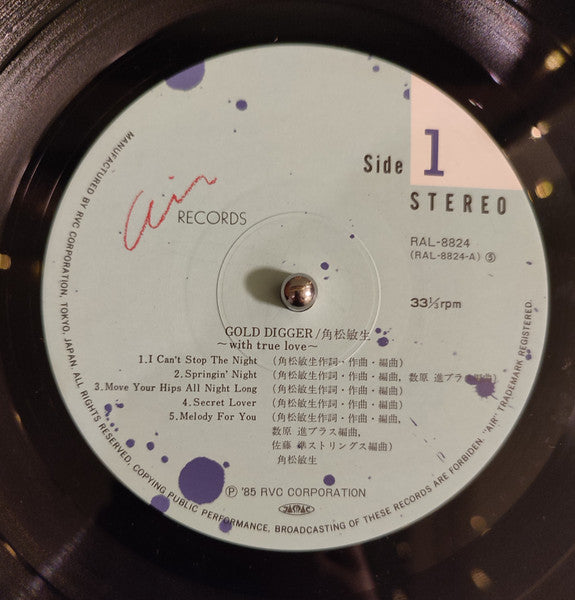 Side 1
STEREO
Air RECORDS
RAL-8824
(RAL-8824-A) Ⓢ
33⅓rpm
GOLD DIGGER/角松敏生
～with true love～
1.I Can't Stop The Night (角松敏生作詞・作曲・編曲)
2.Springin' Night (角松敏生作詞・作曲・編曲, 数原 進ブラス編曲)
3.Move Your Hips All Night Long (角松敏生作詞・作曲・編曲)
4.Secret Lover (角松敏生作詞・作曲・編曲)
5.Melody For You (角松敏生作詞・作曲・編曲,
数原 進ブラス編曲,
佐藤 準ストリングス編曲)
角松敏生
Ⓟ '85 RVC CORPORATION
JASRAC
MANUFACTURED BY RVC CORPORATION, TOKYO, JAPAN. ALL RIGHTS RESERVED, COPYING PUBLIC PERFORMANCE, BROADCASTING OF THESE RECORDS ARE FORBIDDEN. "AIR" TRADEMARK REGISTERED.